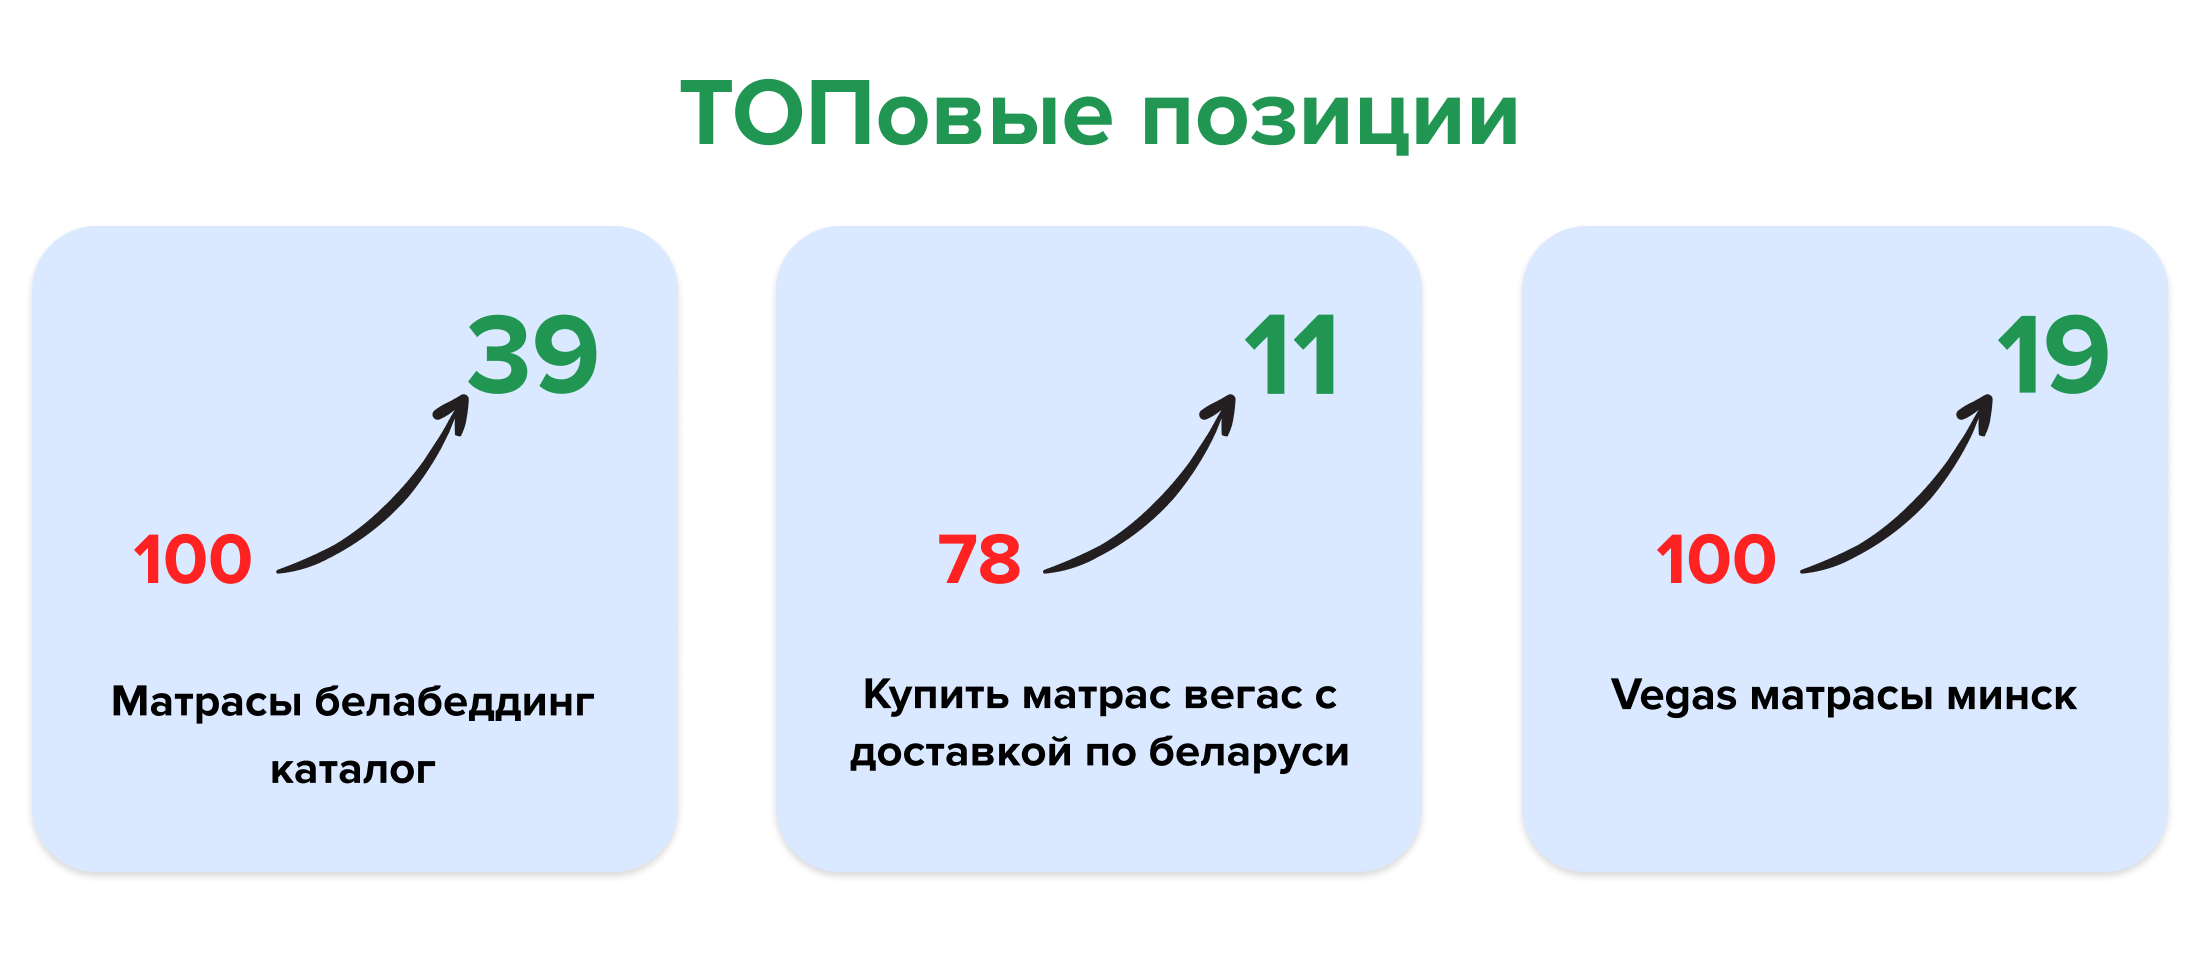 ТОПовые позиции
39
100
Матрасы белабеддинг
каталог
11
78
Купить матрас вегас с
доставкой по беларуси
19
100
Vegas матрасы минск